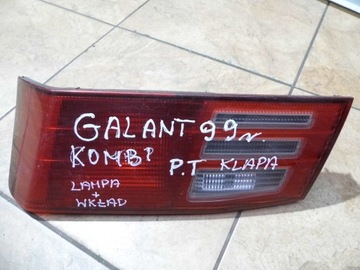 GALANT 99r.
KOMBI
P.T KLAPA
LAMPA
+
WKŁAD